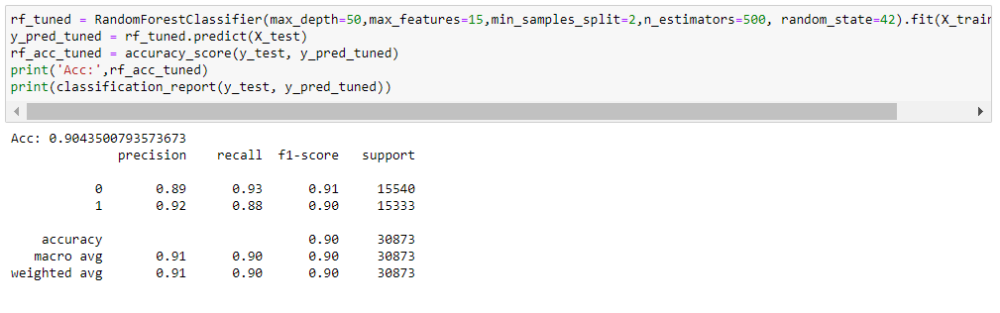 rf_tuned = RandomForestClassifier(max_depth=50,max_features=15,min_samples_split=2,n_estimators=500, random_state=42).fit(X_train
y_pred_tuned = rf_tuned.predict(X_test)
rf_acc_tuned = accuracy_score(y_test, y_pred_tuned)
print('Acc:',rf_acc_tuned)
print(classification_report(y_test, y_pred_tuned))
Acc: 0.9043500793573673
precision recall f1-score support
0 0.89 0.93 0.91 15540
1 0.92 0.88 0.90 15333
accuracy 0.90 30873
macro avg 0.91 0.90 0.90 30873
weighted avg 0.91 0.90 0.90 30873